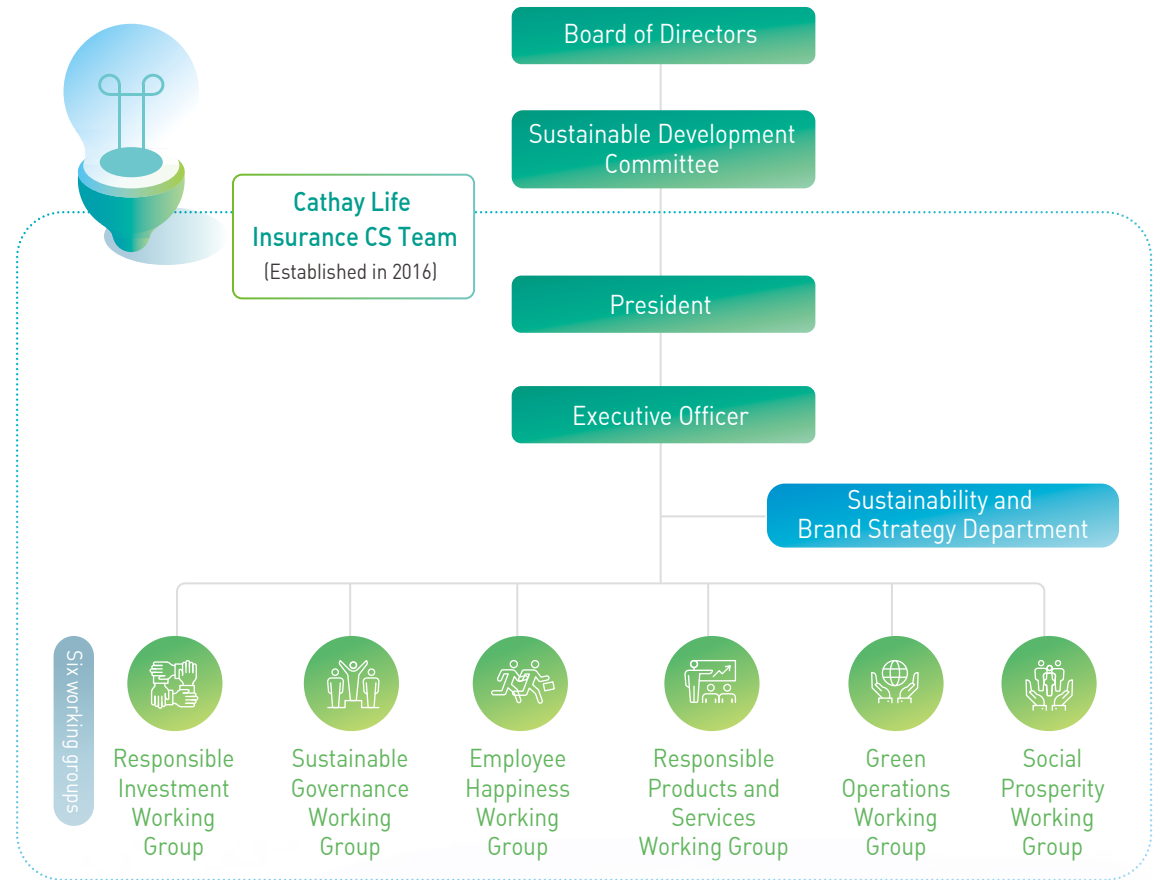 Board of Directors
Sustainable Development
Committee
Cathay Life
Insurance CS Team
(Established in 2016)
President
Executive Officer
Sustainability and
Brand Strategy Department
Six working groups
Responsible
Investment
Working
Group
Sustainable
Governance
Working
Group
Employee
Happiness
Working
Group
Responsible
Products and
Services
Working Group
Green
Operations
Working
Group
Social
Prosperity
Working
Group